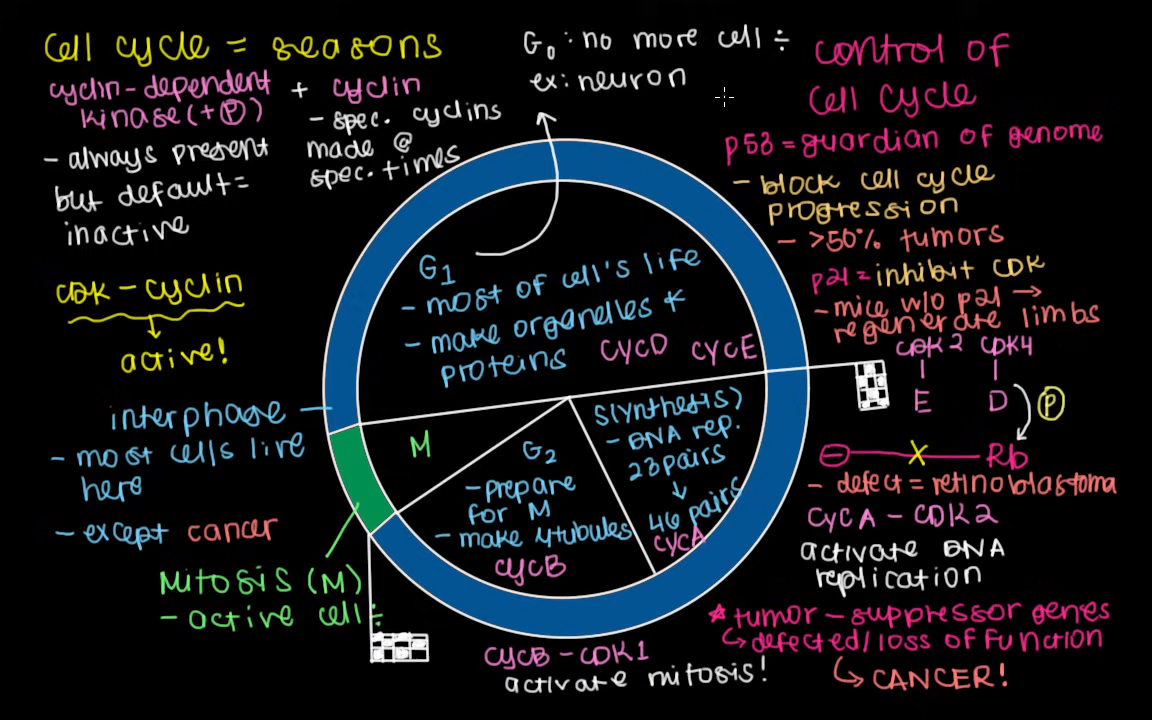 Cell cycle = seasons
cyclin-dependent + cyclin
kinase (+ P)
- always present
but default =
inactive
- spec. cyclins
made @
spec. times
CDK - cyclin
active!
interphase
- most cells live
here
- except cancer
Mitosis (M)
- active cell ÷
G0 : no more cell ÷
ex: neuron
G1
- most of cell's life
- make organelles &
proteins
CYCD CYCE
M
G2
- prepare
for M
- make μtubules
CYCB
S(ynthesis)
- DNA rep.
23 pairs
↓
46 pairs
CYCA
CYCB - CDK1
activate mitosis!
control of
cell cycle
p53 = guardian of genome
- block cell cycle
progression
- >50% tumors
p21 = inhibit CDK
- mice w/o p21 →
regenerate limbs
CDK2 CDK4
E D P
⊖ X Rb
- defect = retinoblastoma
CYCA - CDK2
activate DNA
replication
* tumor - suppressor genes
↳ defected/loss of function
↳ CANCER!